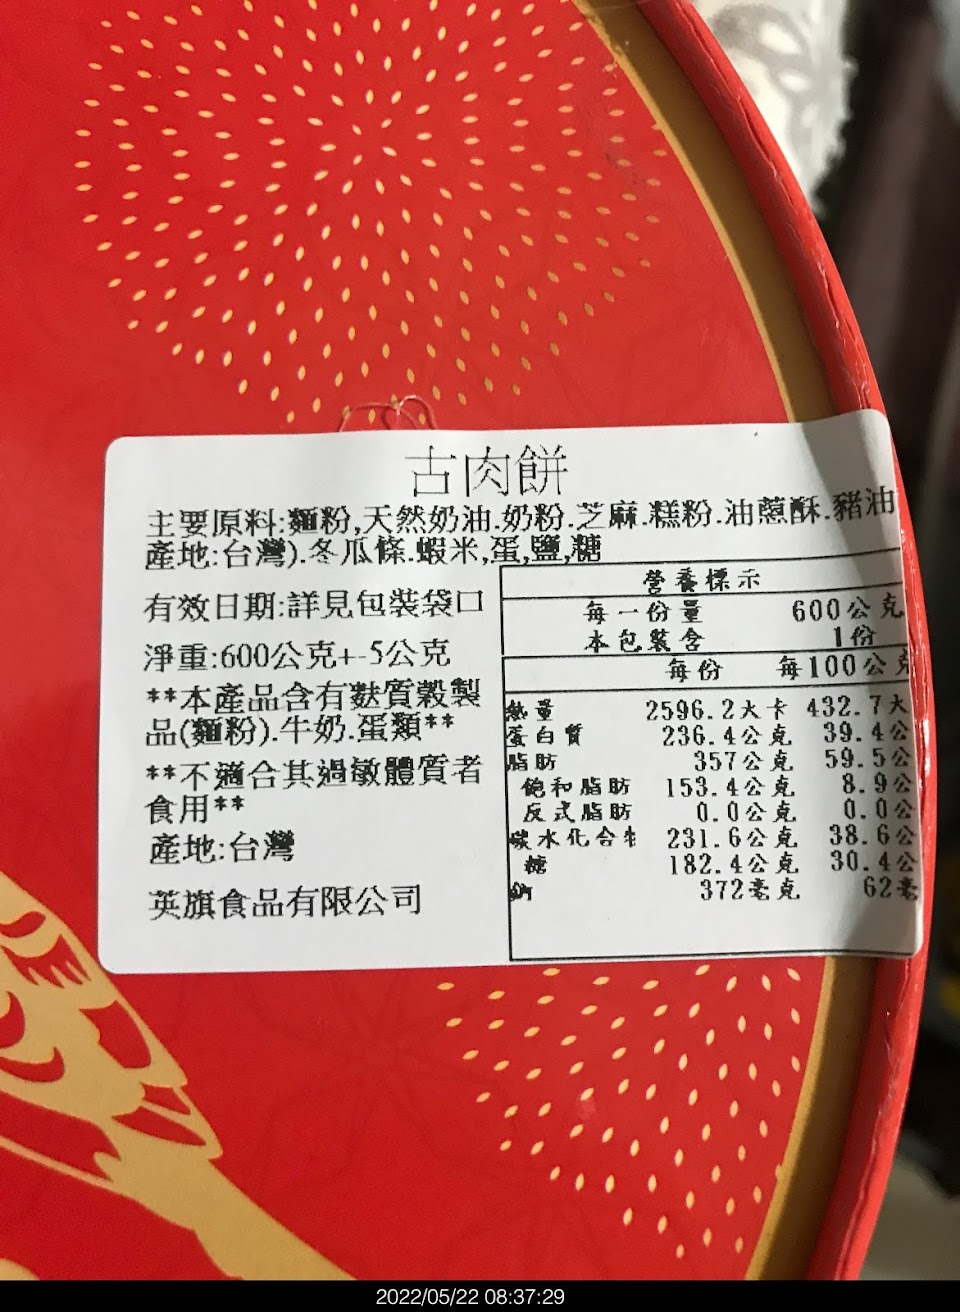 古肉餅
主要原料:麵粉,天然奶油.奶粉.芝麻.糕粉.油蔥酥.豬油
產地:台灣).冬瓜條.蝦米,蛋,鹽,糖
有效日期:詳見包裝袋口
淨重:600公克+-5公克
**本產品含有麩質穀製
品(麵粉).牛奶.蛋類**
**不適合其過敏體質者
食用**
產地:台灣
英旗食品有限公司
營養標示
每一份量 600公克
本包裝含 1份
每份 每100公克
熱量 2596.2大卡 432.7大
蛋白質 236.4公克 39.4公
脂肪 357公克 59.5公
飽和脂肪 153.4公克 8.9公
反式脂肪 0.0公克 0.0公
碳水化合物 231.6公克 38.6公
糖 182.4公克 30.4公
鈉 372毫克 62毫
2022/05/22 08:37:29